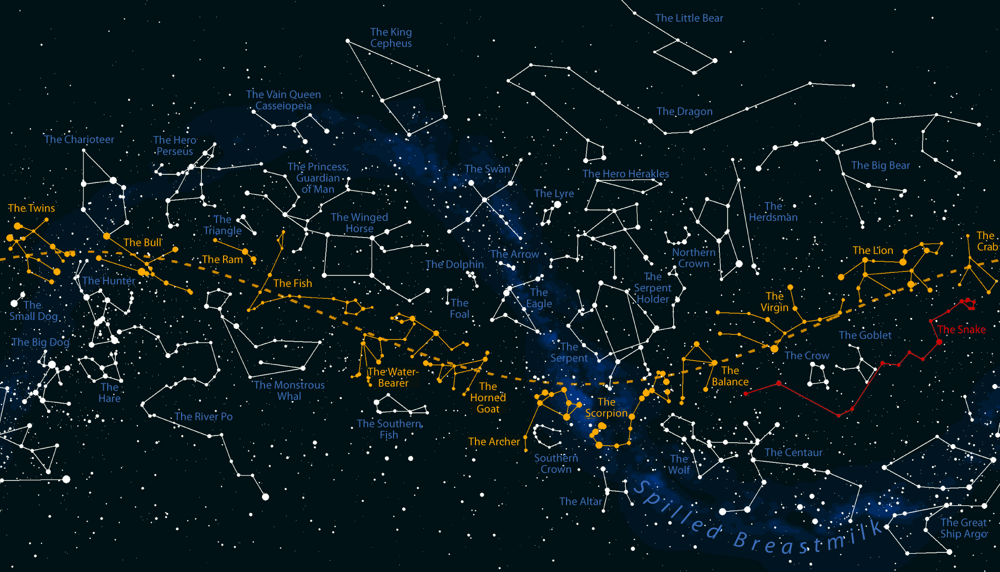 The Little Bear
The King
Cepheus
The Vain Queen
Casseiopeia
The Dragon
The Charioteer
The Hero
Perseus
The Princess,
Guardian
of Man
The Swan
The Hero Herakles
The Big Bear
The Lyre
The Twins
The Triangle
The Winged
Horse
The
Herdsman
The Bull
The Ram
The Arrow
Northern
Crown
The Lion
The
Crab
The Dolphin
The Hunter
The Fish
The
Eagle
The
Serpent
Holder
The
Virgin
The
Small Dog
The
Foal
The Goblet
The Snake
The Big Dog
The
Serpent
The Crow
The Water-
Bearer
The
Balance
The
Hare
The Monstrous
Whal
The
Horned
Goat
The
Scorpion
The River Po
The Southern
Fish
The Archer
Southern
Crown
The
Wolf
The Centaur
The Altar
Spilled Breastmilk
The Great
Ship Argo